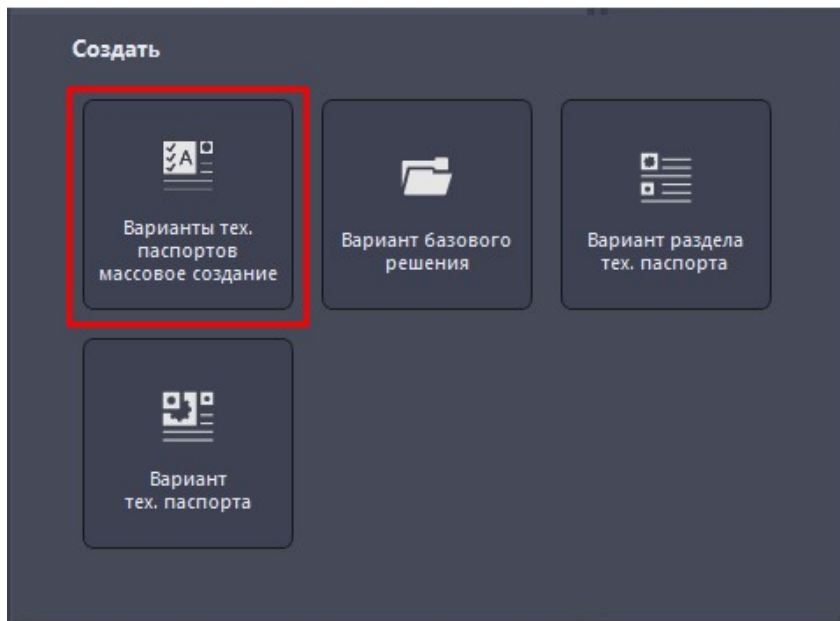 Создать
Варианты тех.
паспортов
массовое создание
Вариант базового
решения
Вариант раздела
тех. паспорта
Вариант
тех. паспорта